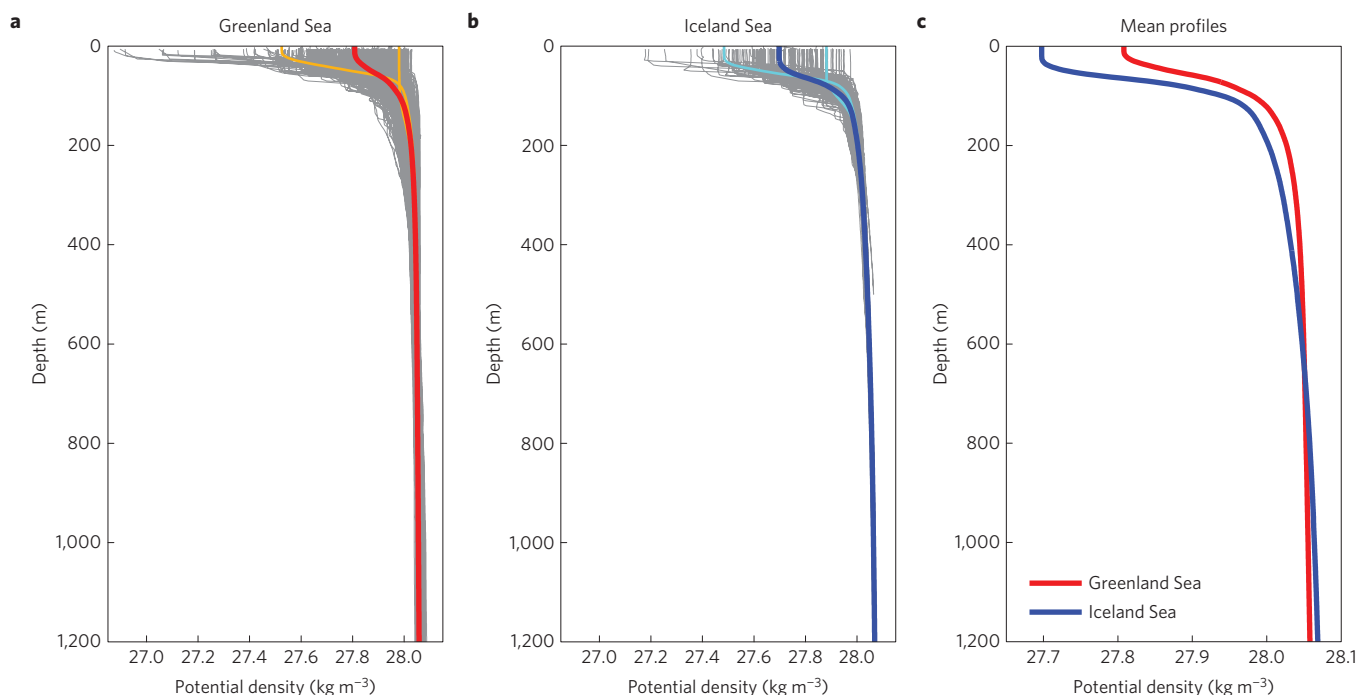 a
Greenland Sea
0
200
400
600
800
1,000
1,200
Depth (m)
27.0
27.2
27.4
27.6
27.8
28.0
Potential density (kg m⁻³)
b
Iceland Sea
0
200
400
600
800
1,000
1,200
Depth (m)
27.0
27.2
27.4
27.6
27.8
28.0
Potential density (kg m⁻³)
c
Mean profiles
0
200
400
600
800
1,000
1,200
Depth (m)
Greenland Sea
Iceland Sea
27.7
27.8
27.9
28.0
28.1
Potential density (kg m⁻³)